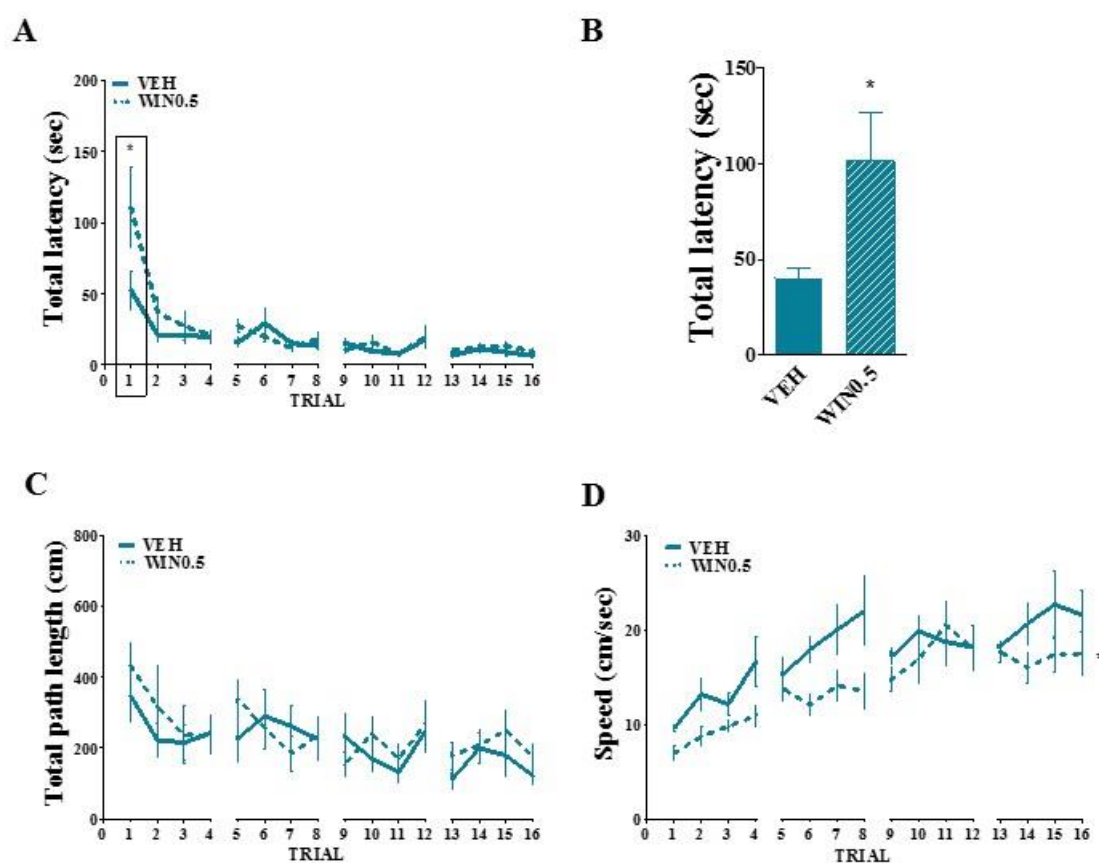 A
Total latency (sec)
200
150
100
50
0
VEH
WIN0.5
*
0 1 2 3 4 5 6 7 8 9 10 11 12 13 14 15 16
TRIAL
B
Total latency (sec)
150
100
50
0
*
VEH
WIN0.5
C
Total path length (cm)
800
600
400
200
0
VEH
WIN0.5
0 1 2 3 4 5 6 7 8 9 10 11 12 13 14 15 16
TRIAL
D
Speed (cm/sec)
30
20
10
0
VEH
WIN0.5
*
0 1 2 3 4 5 6 7 8 9 10 11 12 13 14 15 16
TRIAL